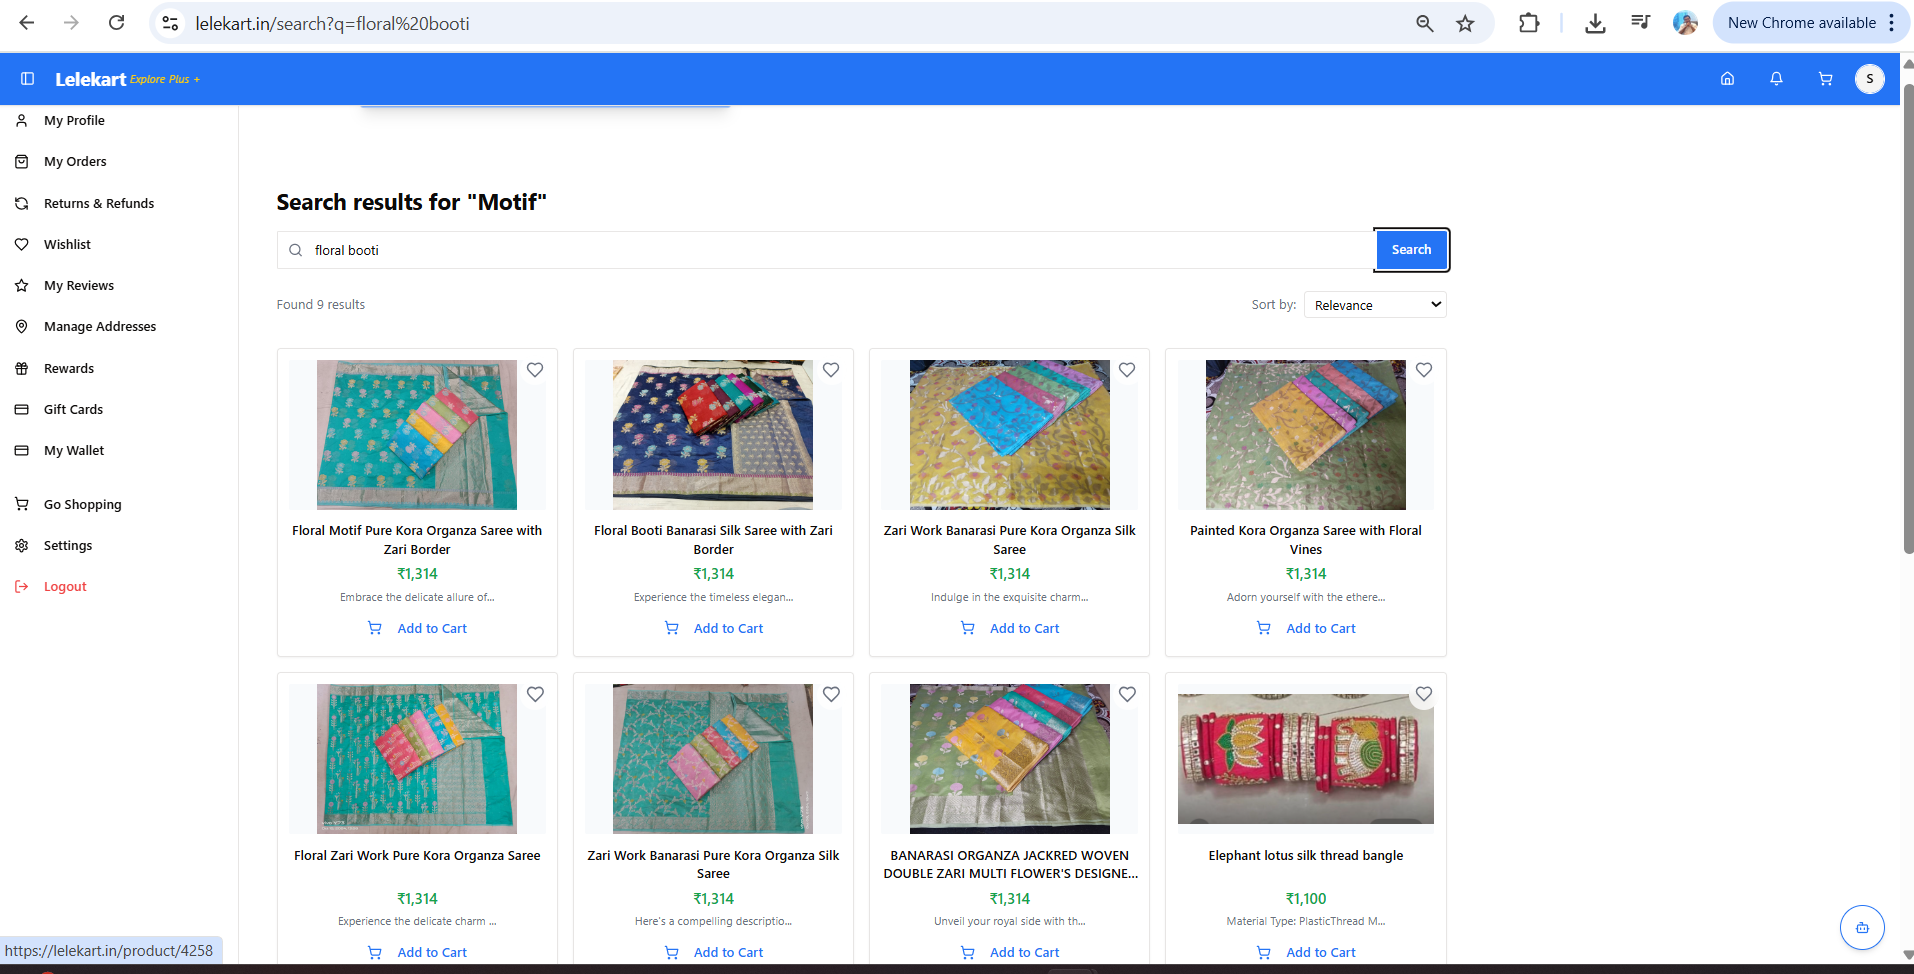 lelekart.in/search?q=floral%20booti
New Chrome available
Lelekart Explore Plus +
S
My Profile
My Orders
Returns & Refunds
Wishlist
My Reviews
Manage Addresses
Rewards
Gift Cards
My Wallet
Go Shopping
Settings
Logout
Search results for "Motif"
floral booti
Search
Found 9 results
Sort by:
Relevance
Floral Motif Pure Kora Organza Saree with
Zari Border
₹1,314
Embrace the delicate allure of...
Add to Cart
Floral Booti Banarasi Silk Saree with Zari
Border
₹1,314
Experience the timeless elegan...
Add to Cart
Zari Work Banarasi Pure Kora Organza Silk
Saree
₹1,314
Indulge in the exquisite charm...
Add to Cart
Painted Kora Organza Saree with Floral
Vines
₹1,314
Adorn yourself with the ethere...
Add to Cart
Floral Zari Work Pure Kora Organza Saree
₹1,314
Experience the delicate charm ...
Add to Cart
Zari Work Banarasi Pure Kora Organza Silk
Saree
₹1,314
Here's a compelling descriptio...
Add to Cart
BANARASI ORGANZA JACKRED WOVEN
DOUBLE ZARI MULTI FLOWER'S DESIGNE...
₹1,314
Unveil your royal side with th...
Add to Cart
Elephant lotus silk thread bangle
₹1,100
Material Type: PlasticThread M...
Add to Cart
https://lelekart.in/product/4258